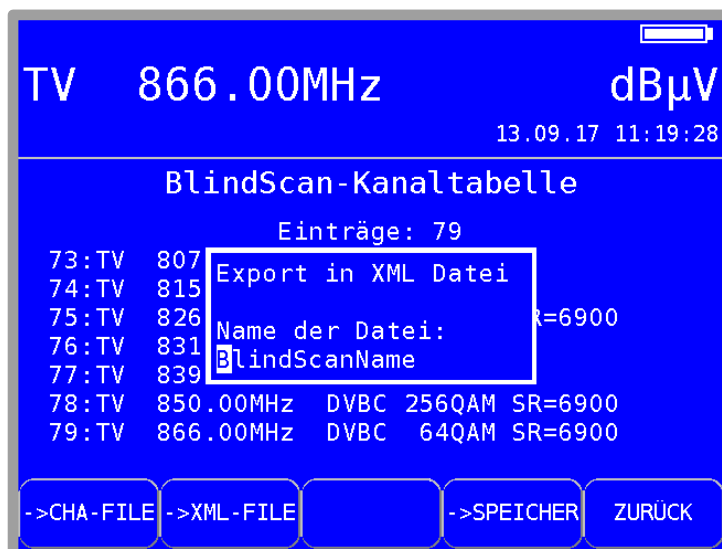 TV 866.00MHz dBµV
13.09.17 11:19:28
BlindScan-Kanaltabelle
Einträge: 79
73:TV 807
74:TV 815
75:TV 826 R=6900
76:TV 831
77:TV 839
Export in XML Datei
Name der Datei:
BlindScanName
78:TV 850.00MHz DVBC 256QAM SR=6900
79:TV 866.00MHz DVBC 64QAM SR=6900
->CHA-FILE ->XML-FILE ->SPEICHER ZURÜCK